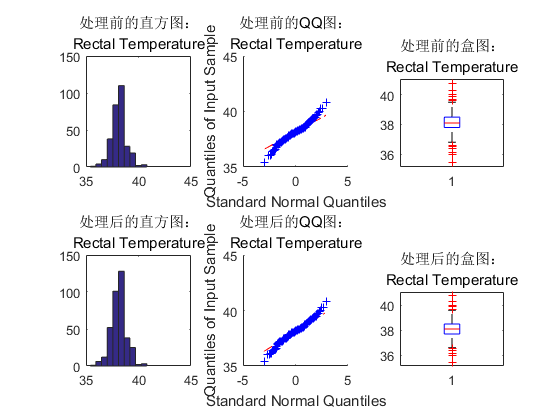 处理前的直方图:
Rectal Temperature
150
100
50
0
35
40
45
处理前的QQ图:
Rectal Temperature
Quantiles of Input Sample
45
40
35
-5
0
5
Standard Normal Quantiles
处理前的盒图:
Rectal Temperature
40
38
36
1
处理后的直方图:
Rectal Temperature
150
100
50
0
35
40
45
处理后的QQ图:
Rectal Temperature
Quantiles of Input Sample
45
40
35
-5
0
5
Standard Normal Quantiles
处理后的盒图:
Rectal Temperature
40
38
36
1